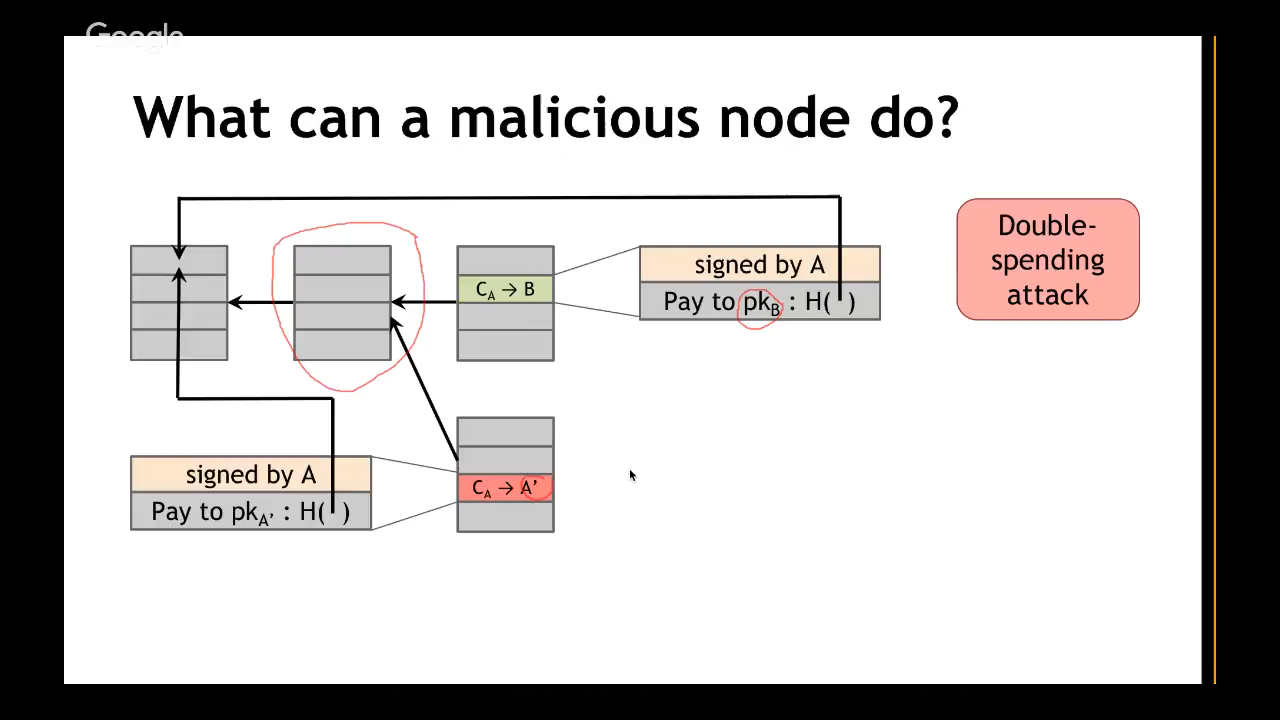 Google
What can a malicious node do?
Double-
spending
attack
signed by A
C_A → B
Pay to pk_B : H( )
signed by A
C_A → A’
Pay to pk_A’ : H( )